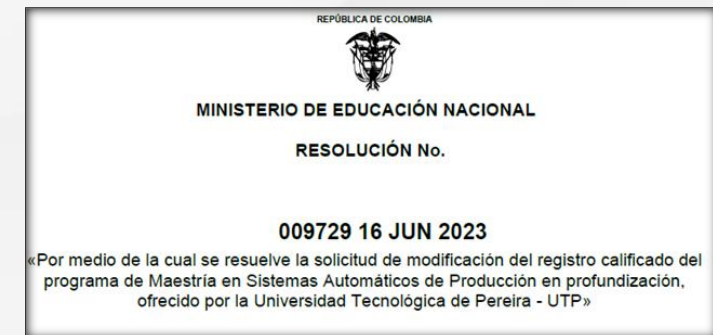 REPÚBLICA DE COLOMBIA
MINISTERIO DE EDUCACIÓN NACIONAL
RESOLUCIÓN No.
009729 16 JUN 2023
«Por medio de la cual se resuelve la solicitud de modificación del registro calificado del
programa de Maestría en Sistemas Automáticos de Producción en profundización,
ofrecido por la Universidad Tecnológica de Pereira - UTP»